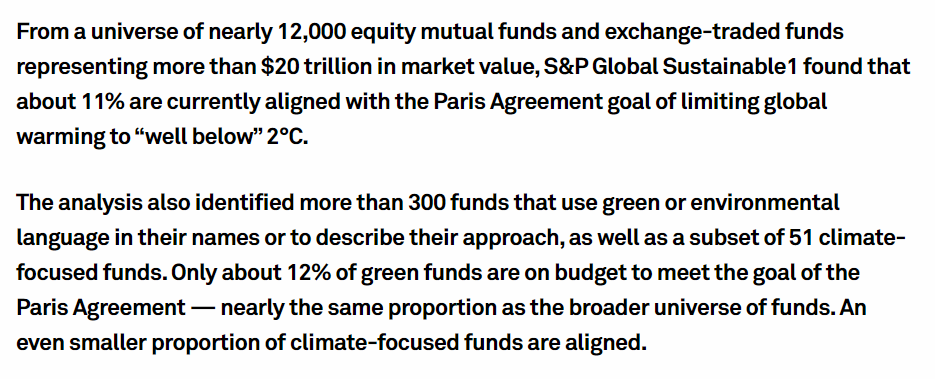 From a universe of nearly 12,000 equity mutual funds and exchange-traded funds
representing more than $20 trillion in market value, S&P Global Sustainable1 found that
about 11% are currently aligned with the Paris Agreement goal of limiting global
warming to “well below” 2°C.
The analysis also identified more than 300 funds that use green or environmental
language in their names or to describe their approach, as well as a subset of 51 climate-
focused funds. Only about 12% of green funds are on budget to meet the goal of the
Paris Agreement — nearly the same proportion as the broader universe of funds. An
even smaller proportion of climate-focused funds are aligned.